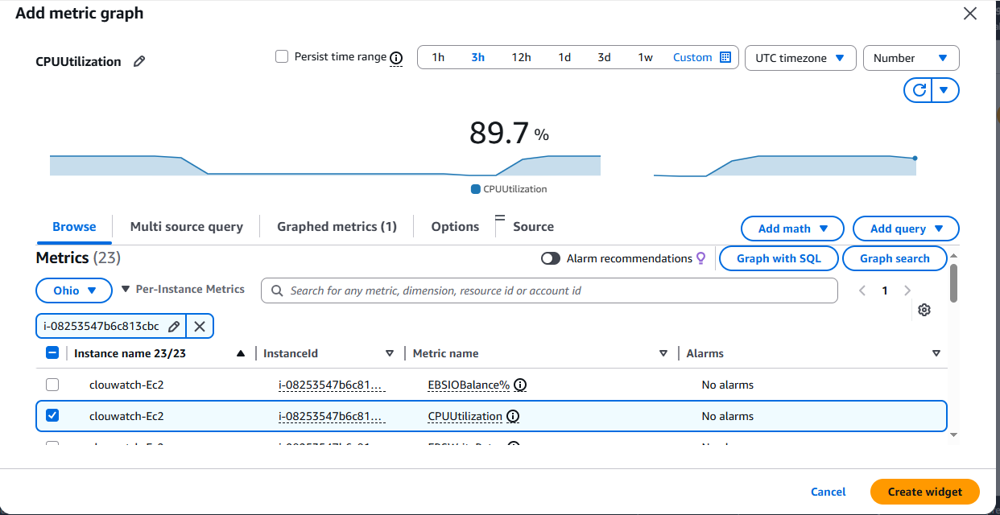 Add metric graph
CPUUtilization
Persist time range
1h 3h 12h 1d 3d 1w Custom
UTC timezone
Number
89.7 %
CPUUtilization
Browse Multi source query Graphed metrics (1) Options Source
Add math Add query
Metrics (23)
Alarm recommendations
Graph with SQL Graph search
Ohio
Per-Instance Metrics
Search for any metric, dimension, resource id or account id
1
i-08253547b6c813cbc
Instance name 23/23 InstanceId Metric name Alarms
clouwatch-Ec2 i-08253547b6c81... EBSIOBalance% No alarms
clouwatch-Ec2 i-08253547b6c81... CPUUtilization No alarms
Cancel Create widget